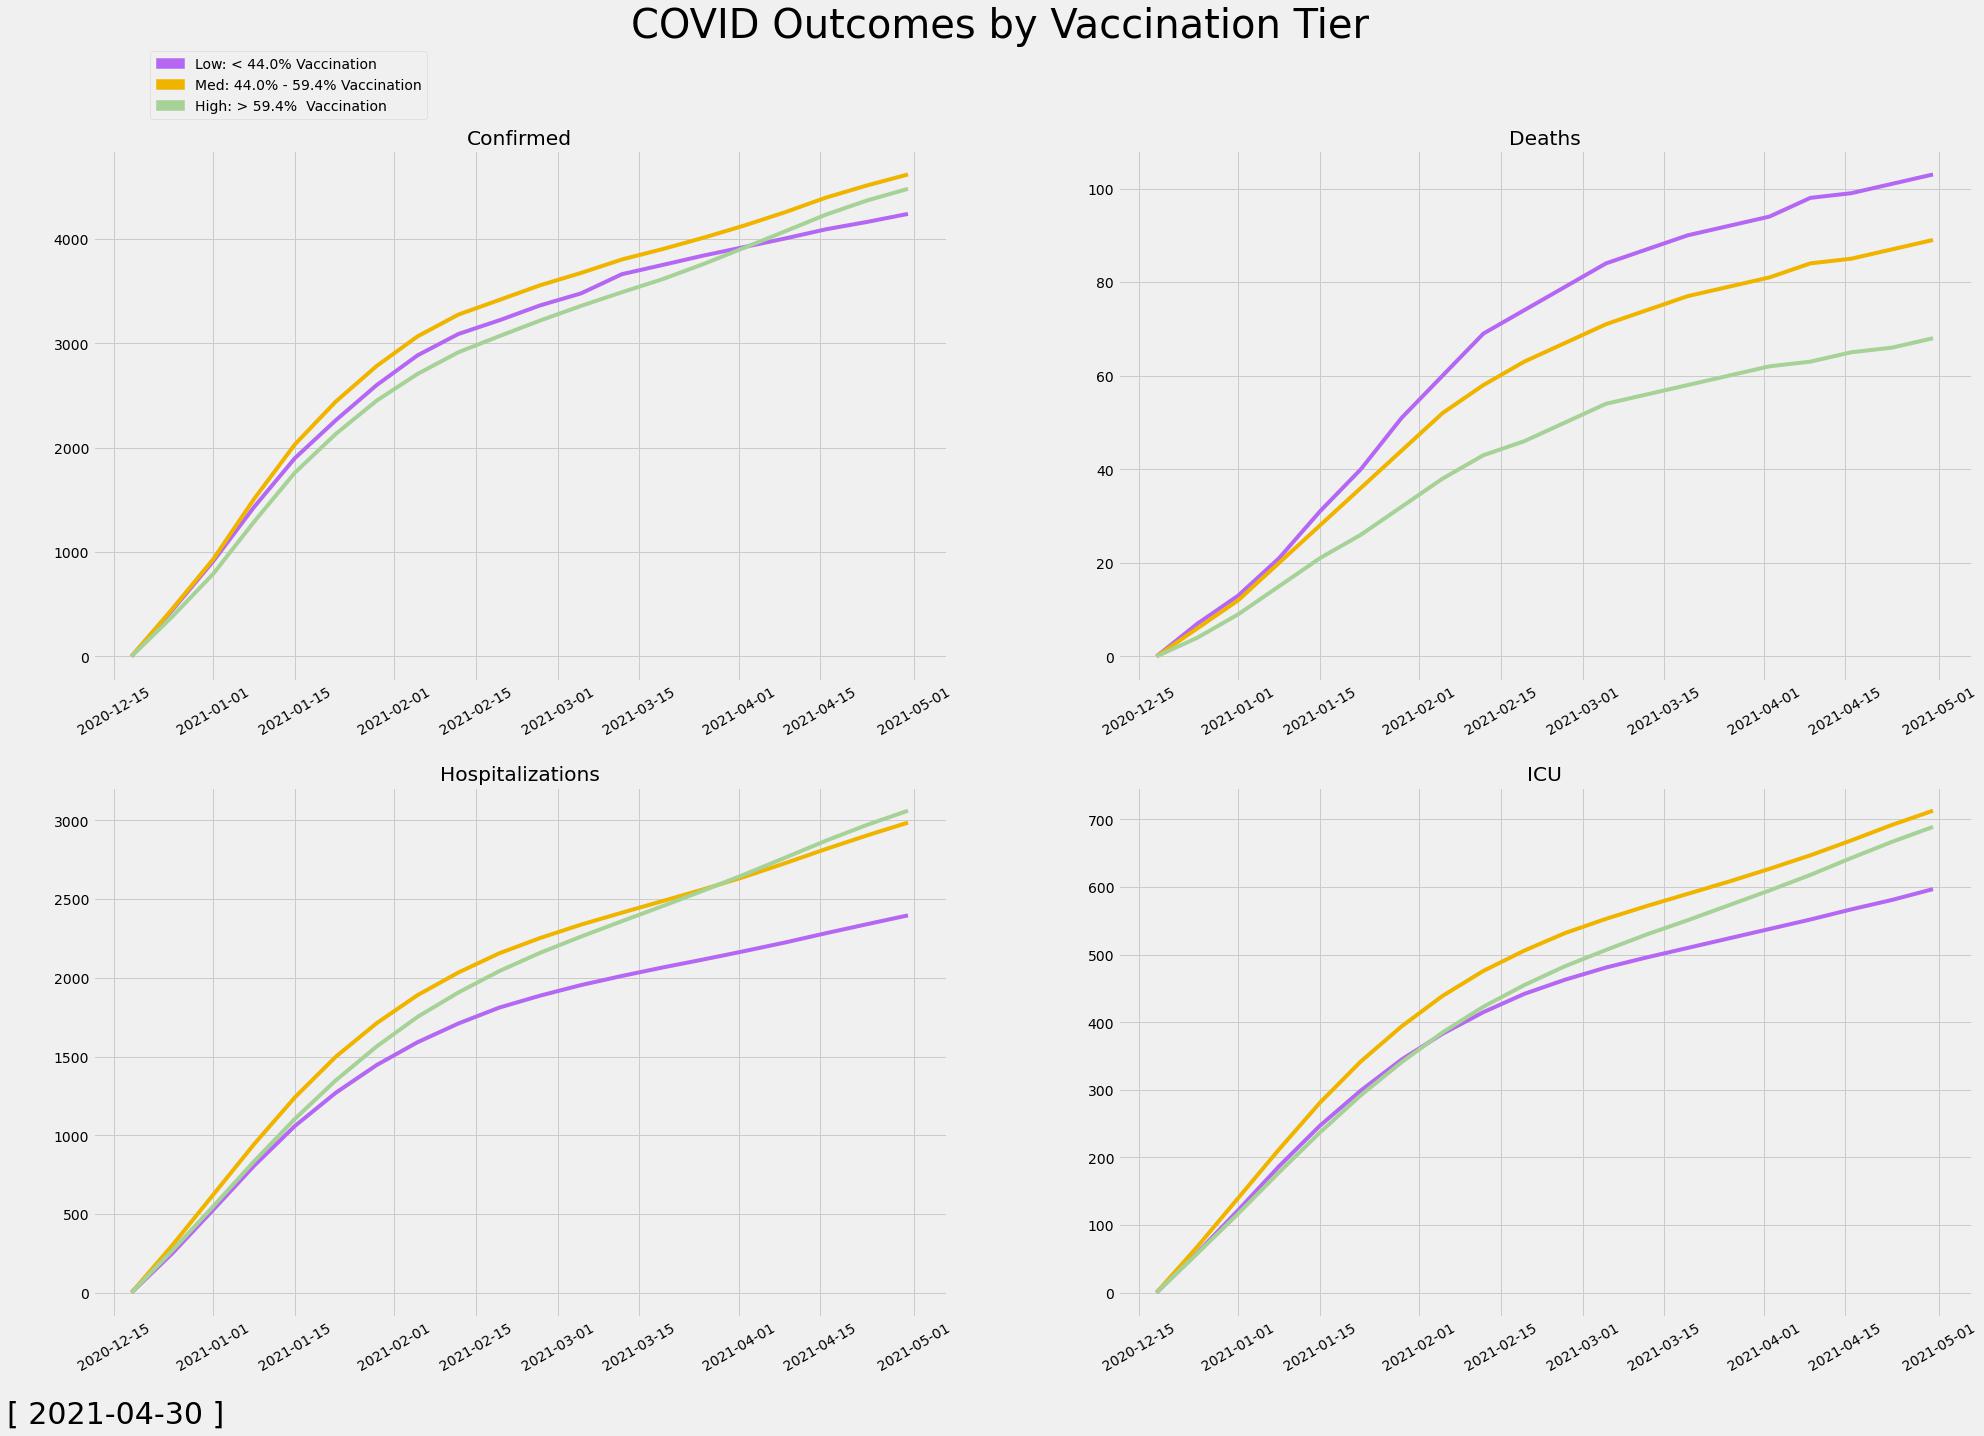 COVID Outcomes by Vaccination Tier
Low: < 44.0% Vaccination
Med: 44.0% - 59.4% Vaccination
High: > 59.4%  Vaccination
Confirmed
4000
3000
2000
1000
0
2020-12-15 2021-01-01 2021-01-15 2021-02-01 2021-02-15 2021-03-01 2021-03-15 2021-04-01 2021-04-15 2021-05-01
Deaths
100
80
60
40
20
0
2020-12-15 2021-01-01 2021-01-15 2021-02-01 2021-02-15 2021-03-01 2021-03-15 2021-04-01 2021-04-15 2021-05-01
Hospitalizations
3000
2500
2000
1500
1000
500
0
2020-12-15 2021-01-01 2021-01-15 2021-02-01 2021-02-15 2021-03-01 2021-03-15 2021-04-01 2021-04-15 2021-05-01
ICU
700
600
500
400
300
200
100
0
2020-12-15 2021-01-01 2021-01-15 2021-02-01 2021-02-15 2021-03-01 2021-03-15 2021-04-01 2021-04-15 2021-05-01
[ 2021-04-30 ]